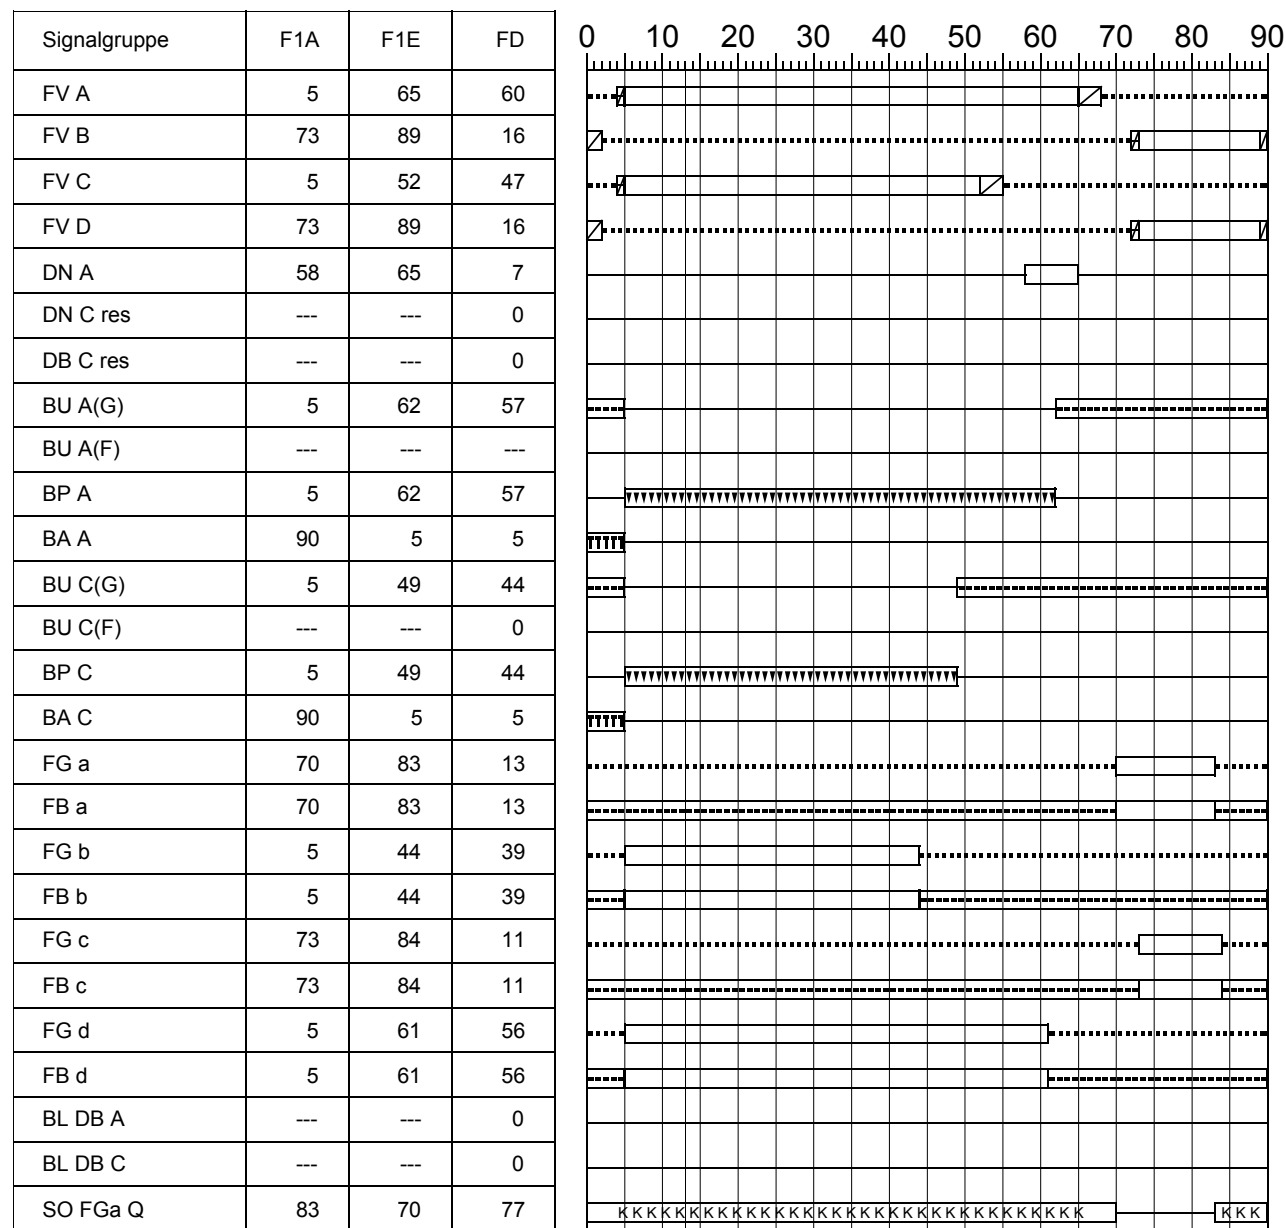 Signalgruppe F1A F1E FD 0 10 20 30 40 50 60 70 80 90
FV A 5 65 60
FV B 73 89 16
FV C 5 52 47
FV D 73 89 16
DN A 58 65 7
DN C res --- --- 0
DB C res --- --- 0
BU A(G) 5 62 57
BU A(F) --- --- ---
BP A 5 62 57
BA A 90 5 5
BU C(G) 5 49 44
BU C(F) --- --- 0
BP C 5 49 44
BA C 90 5 5
FG a 70 83 13
FB a 70 83 13
FG b 5 44 39
FB b 5 44 39
FG c 73 84 11
FB c 73 84 11
FG d 5 61 56
FB d 5 61 56
BL DB A --- --- 0
BL DB C --- --- 0
SO FGa Q 83 70 77 K K K K K K K K K K K K K K K K K K K K K K K K K K K K K K K K K K K